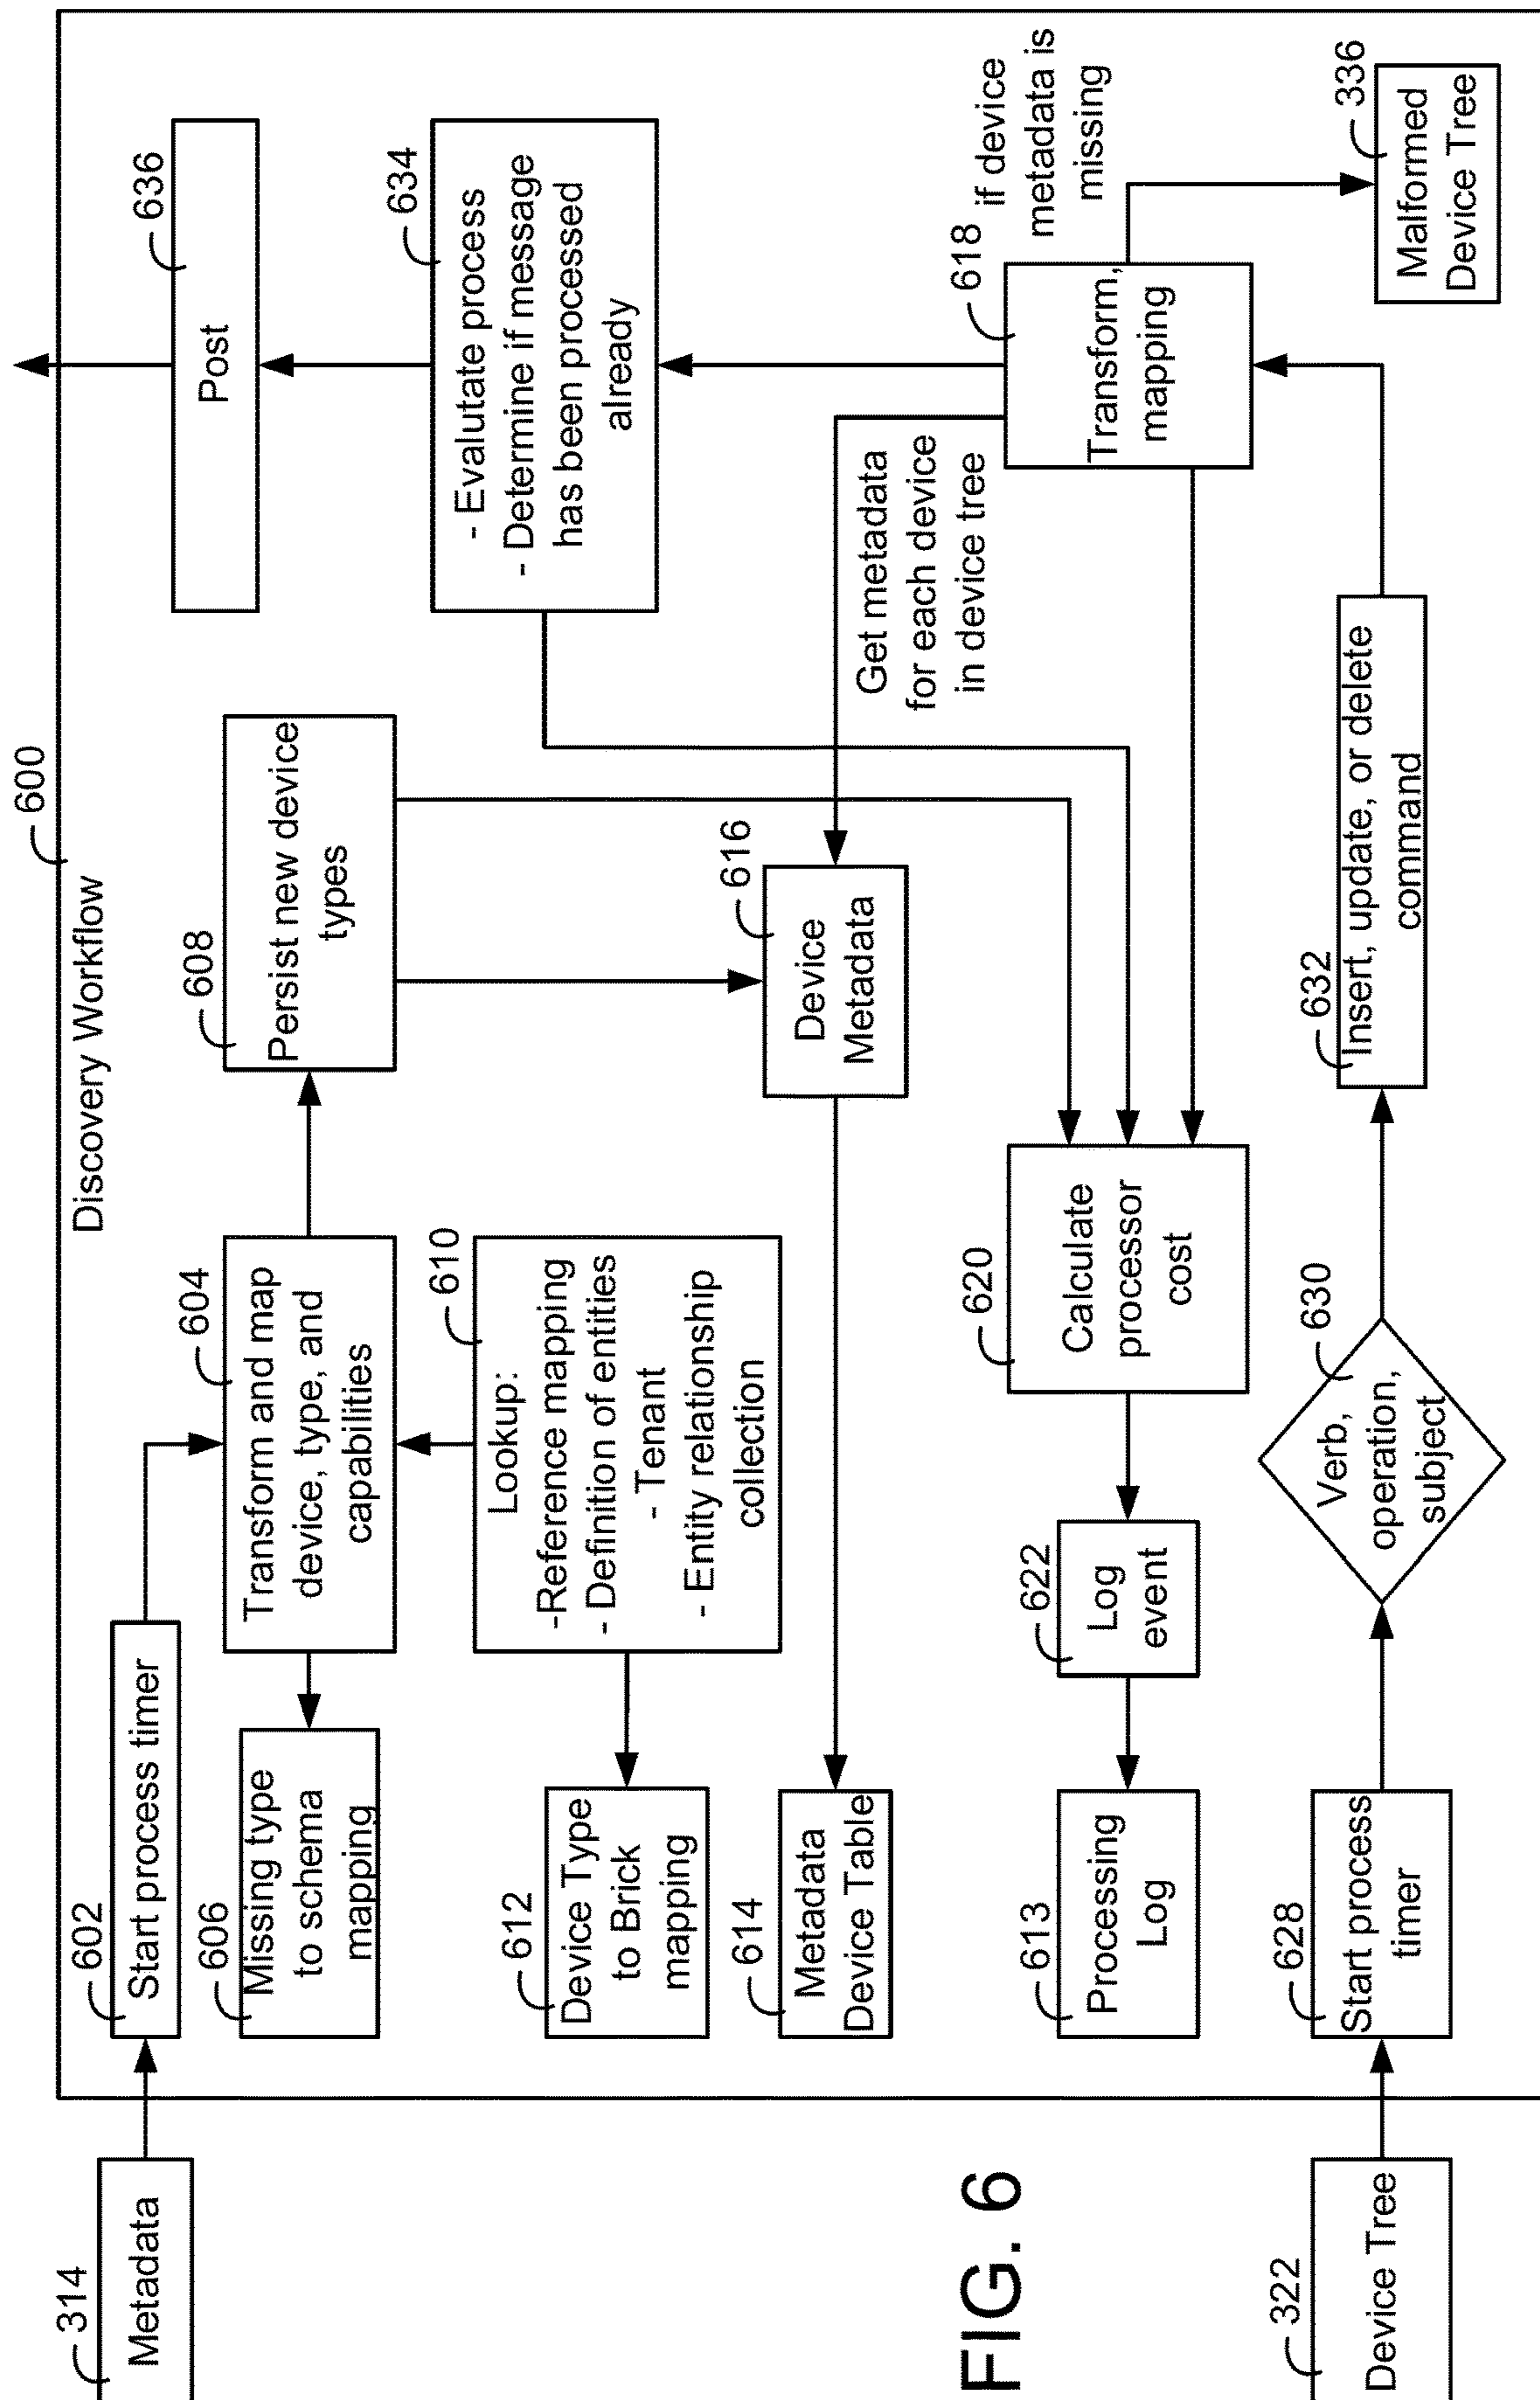 600
Discovery Workflow
314
Metadata
602
Start process timer
604
Transform and map
device, type, and
capabilities
606
Missing type
to schema
mapping
608
Persist new device
types
610
Lookup:
-Reference mapping
- Definition of entities
- Tenant
- Entity relationship
collection
612
Device Type
to Brick
mapping
614
Metadata
Device Table
616
Device
Metadata
Get metadata
for each device
in device tree
636
Post
634
- Evalutate process
- Determine if message
has been processed
already
618
Transform,
mapping
if device
metadata is
missing
336
Malformed
Device Tree
620
Calculate
processor
cost
622
Log
event
613
Processing
Log
322
Device Tree
628
Start process
timer
630
Verb,
operation,
subject
632
Insert, update, or delete
command
FIG. 6